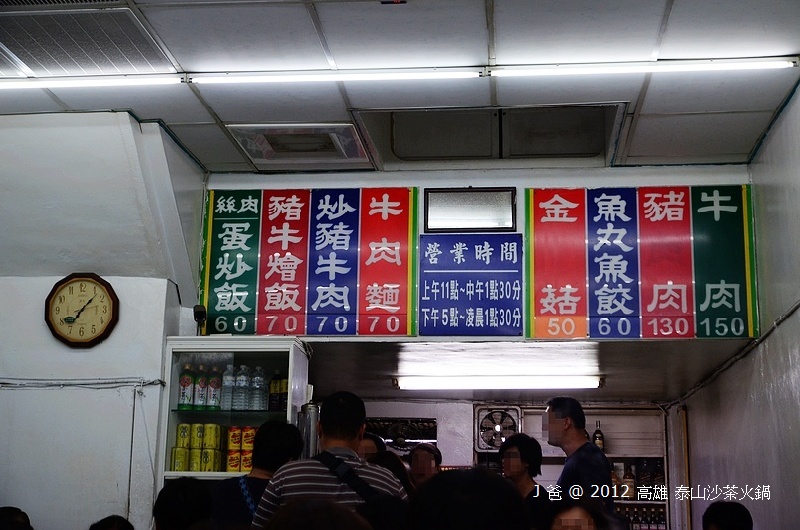 牛肉 150
豬肉 130
魚丸魚餃 60
金菇 50
營業時間
上午11點~中午1點30分
下午5點~凌晨1點30分
牛肉麵 70
炒豬牛肉 70
豬牛燴飯 70
肉絲蛋炒飯 60
J 爸 @ 2012 高雄 泰山沙茶火鍋